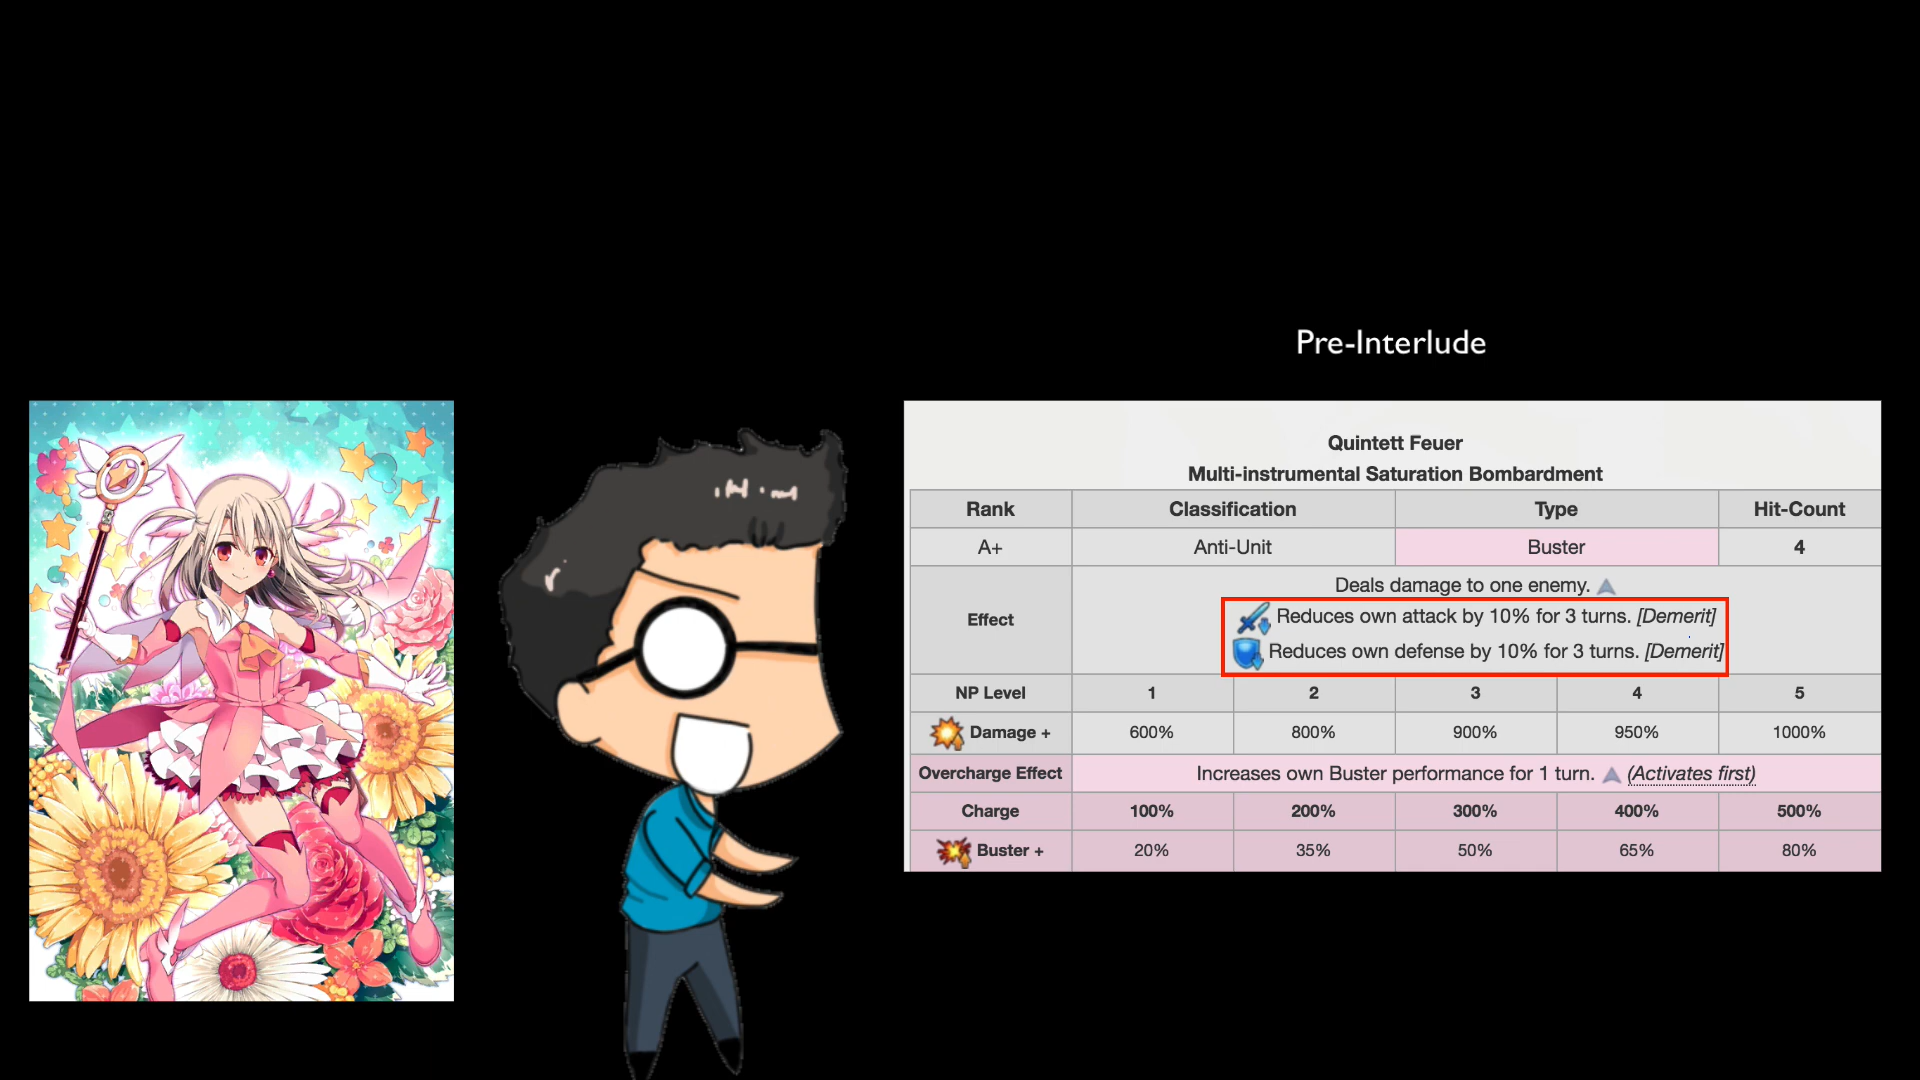 Pre-Interlude
Quintett Feuer
Multi-instrumental Saturation Bombardment
Rank Classification Type Hit-Count
A+ Anti-Unit Buster 4
Effect
Deals damage to one enemy.
Reduces own attack by 10% for 3 turns. [Demerit]
Reduces own defense by 10% for 3 turns. [Demerit]
NP Level 1 2 3 4 5
Damage + 600% 800% 900% 950% 1000%
Overcharge Effect Increases own Buster performance for 1 turn. (Activates first)
Charge 100% 200% 300% 400% 500%
Buster + 20% 35% 50% 65% 80%